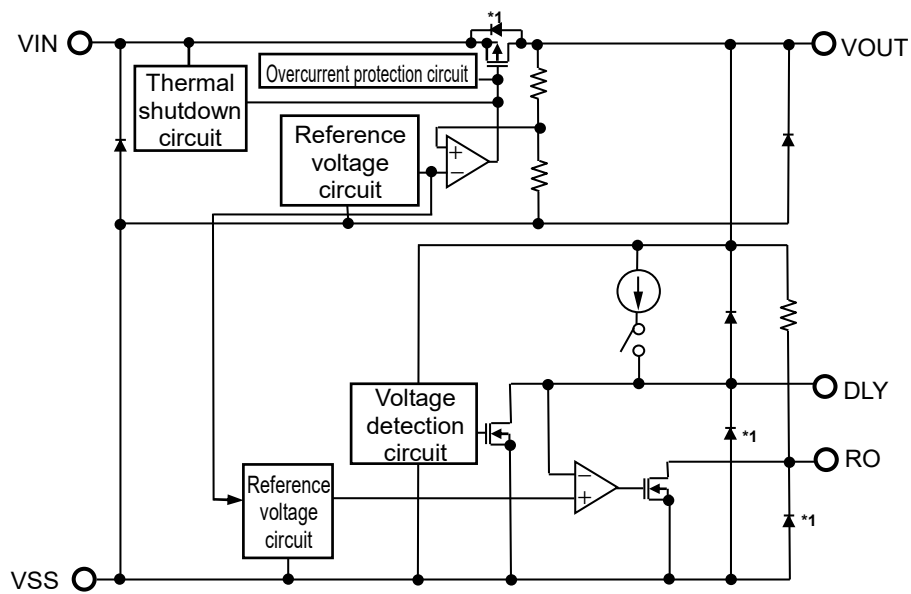 *1
VIN
VOUT
Overcurrent protection circuit
Thermal
shutdown
circuit
Reference
voltage
circuit
+
−
DLY
Voltage
detection
circuit
*1
RO
−
+
Reference
voltage
circuit
*1
VSS